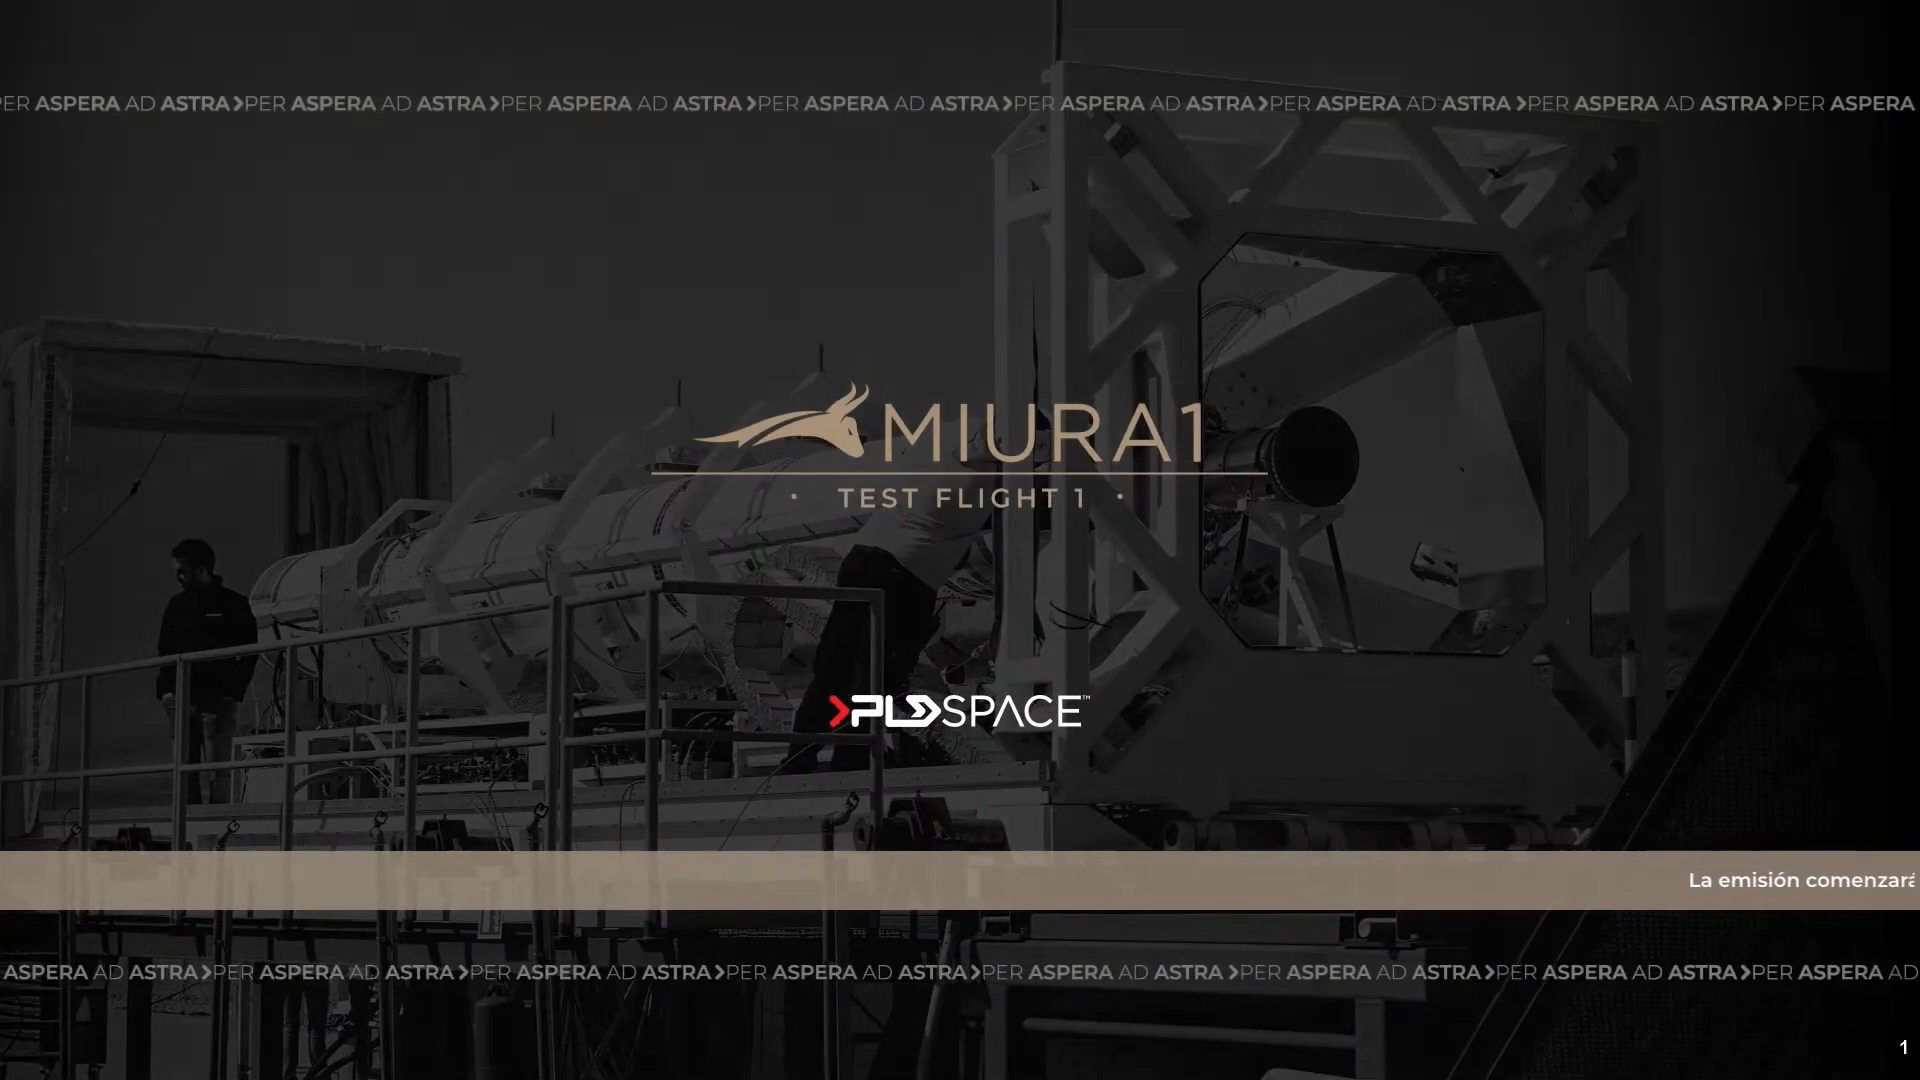 PER ASPERA AD ASTRA PER ASPERA AD ASTRA PER ASPERA AD ASTRA PER ASPERA AD ASTRA PER ASPERA AD ASTRA PER ASPERA AD ASTRA PER ASPERA AD ASTRA PER ASPERA
MIURA1
· TEST FLIGHT 1 ·
PLD SPACE™
La emisión comenzará
ASPERA AD ASTRA PER ASPERA AD ASTRA PER ASPERA AD ASTRA PER ASPERA AD ASTRA PER ASPERA AD ASTRA PER ASPERA AD ASTRA PER ASPERA AD ASTRA PER ASPERA AD
1